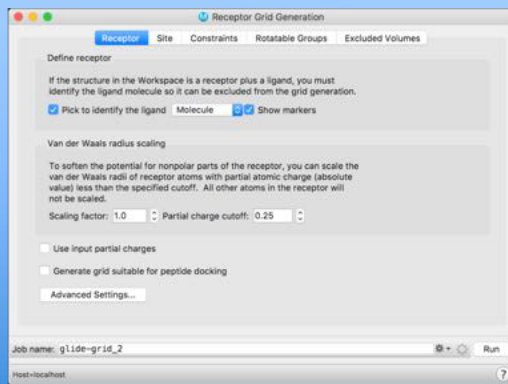 Receptor Grid Generation
Receptor Site Constraints Rotatable Groups Excluded Volumes
Define receptor
If the structure in the Workspace is a receptor plus a ligand, you must
identify the ligand molecule so it can be excluded from the grid generation.
Pick to identify the ligand Molecule Show markers
Van der Waals radius scaling
To soften the potential for nonpolar parts of the receptor, you can scale the
van der Waals radii of receptor atoms with partial atomic charge (absolute
value) less than the specified cutoff. All other atoms in the receptor will
not be scaled.
Scaling factor: 1.0 Partial charge cutoff: 0.25
Use input partial charges
Generate grid suitable for peptide docking
Advanced Settings...
Job name: glide-grid_2 Run
Host=localhost ?